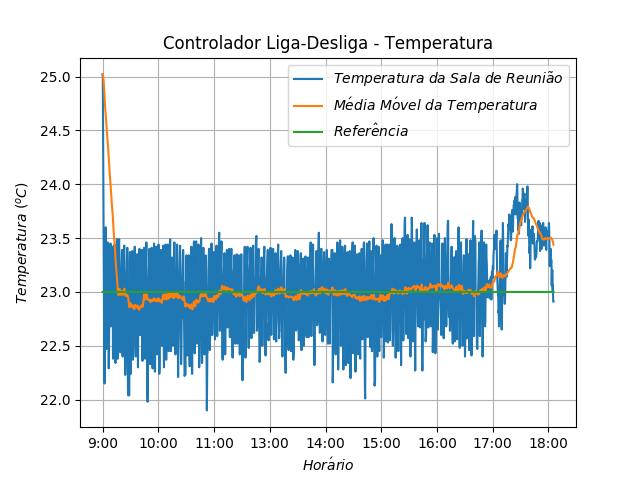 Controlador Liga-Desliga - Temperatura
Temperatura da Sala de Reunião
Média Móvel da Temperatura
Referência
Temperatura (ºC)
25.0
24.5
24.0
23.5
23.0
22.5
22.0
9:00 10:00 11:00 13:00 14:00 15:00 16:00 17:00 18:00
Horário